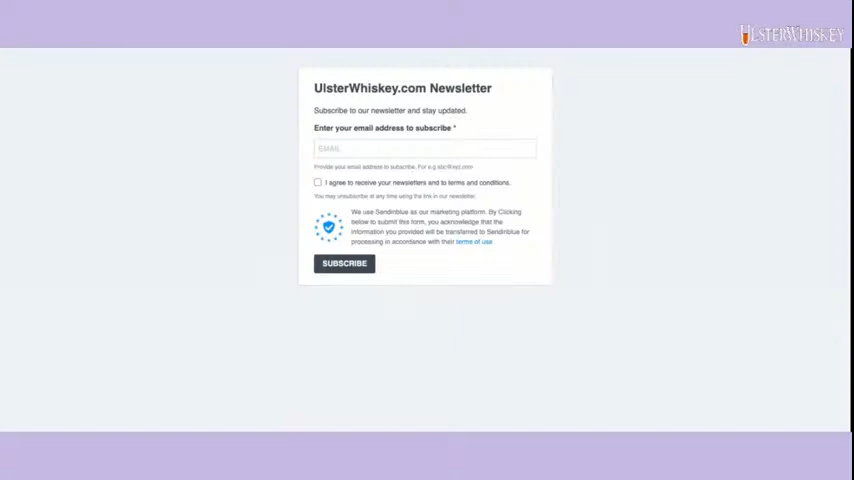 ULSTERWHISKEY
UlsterWhiskey.com Newsletter
Subscribe to our newsletter and stay updated.
Enter your email address to subscribe *
EMAIL
Provide your email address to subscribe. For e.g abc@xyz.com
I agree to receive your newsletters and to terms and conditions.
You may unsubscribe at any time using the link in our newsletter.
We use Sendinblue as our marketing platform. By Clicking
below to submit this form, you acknowledge that the
information you provided will be transferred to Sendinblue for
processing in accordance with their terms of use
SUBSCRIBE